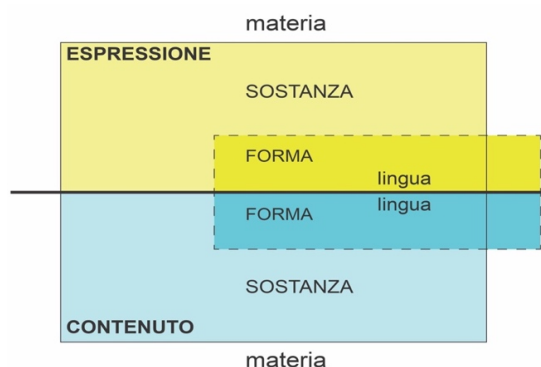 materia
ESPRESSIONE
SOSTANZA
FORMA
lingua
lingua
FORMA
SOSTANZA
CONTENUTO
materia